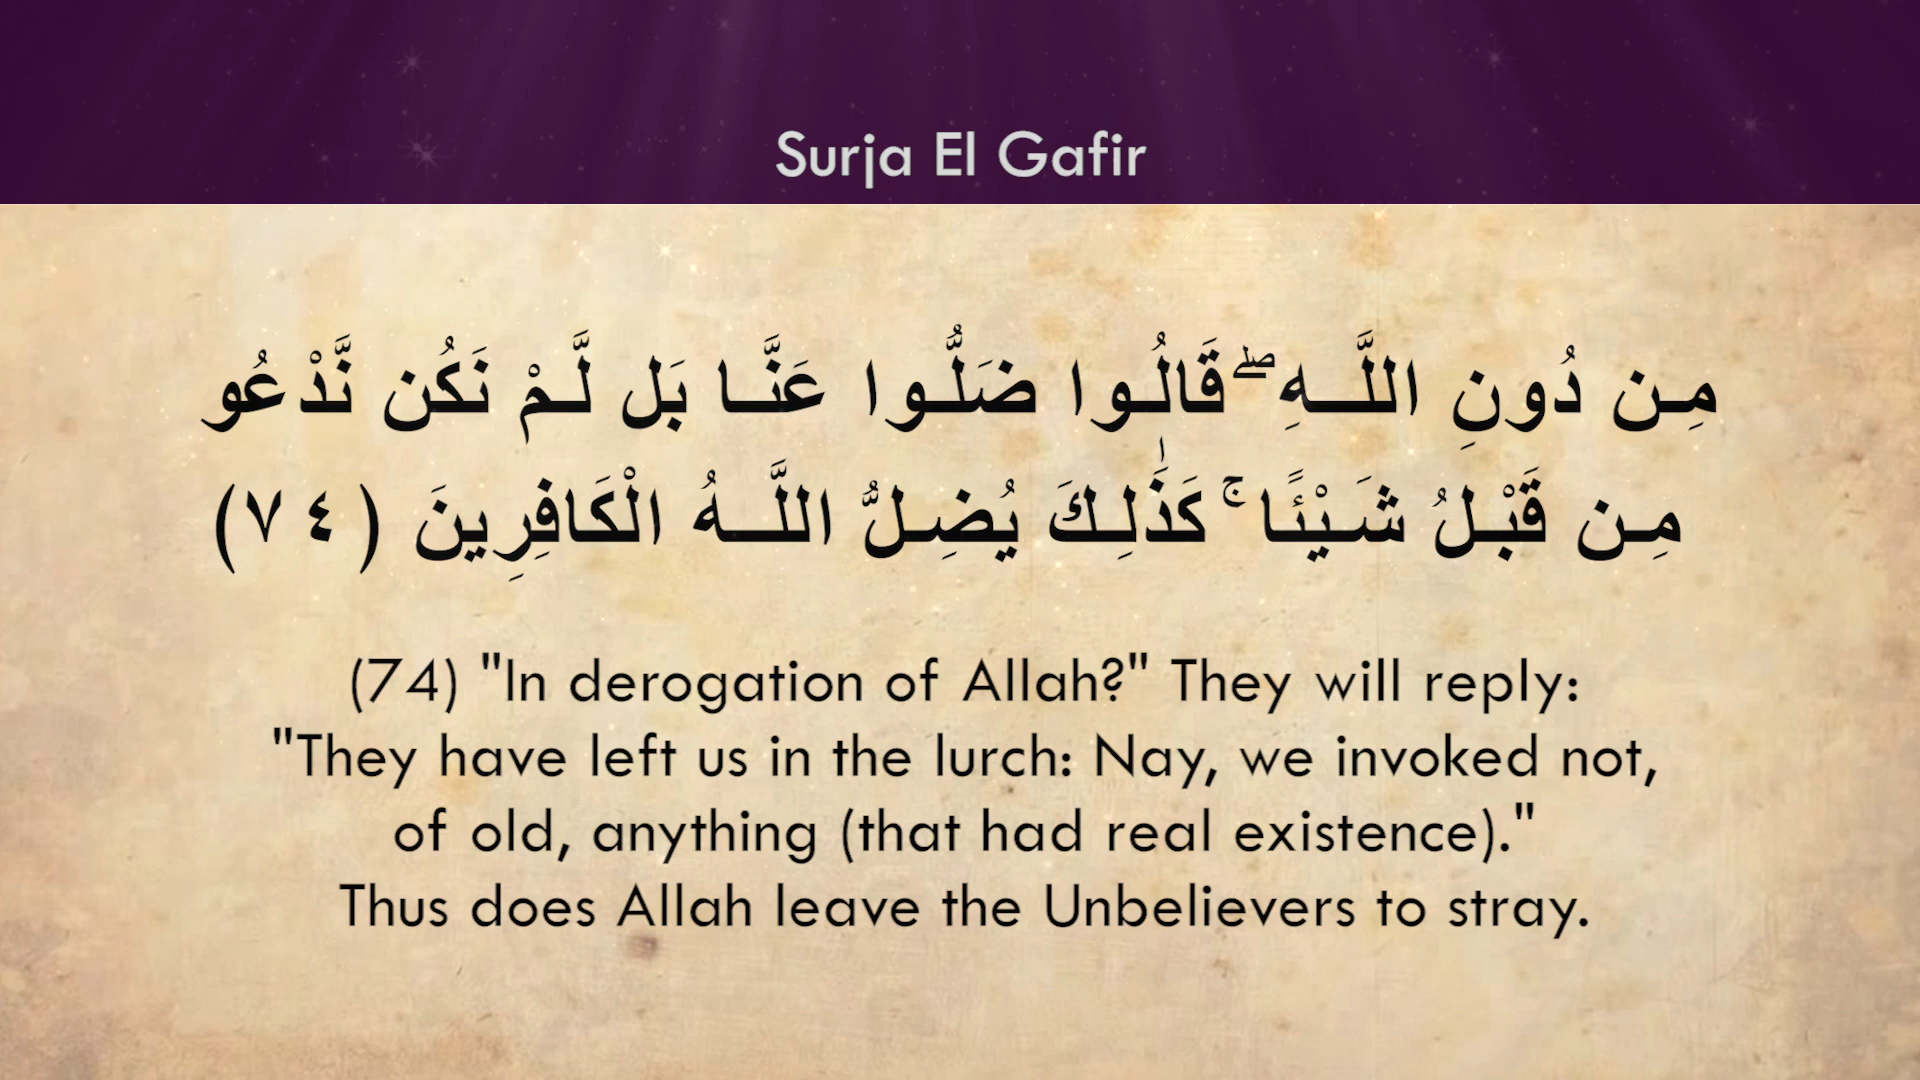 Surja El Gafir
مِن دُونِ اللَّـهِ ۖ قَالُوا ضَلُّوا عَنَّا بَل لَّمْ نَكُن نَّدْعُو
مِن قَبْلُ شَيْئًا ۚ كَذَٰلِكَ يُضِلُّ اللَّـهُ الْكَافِرِينَ (٧٤)
(74) "In derogation of Allah?" They will reply:
"They have left us in the lurch: Nay, we invoked not,
of old, anything (that had real existence)."
Thus does Allah leave the Unbelievers to stray.